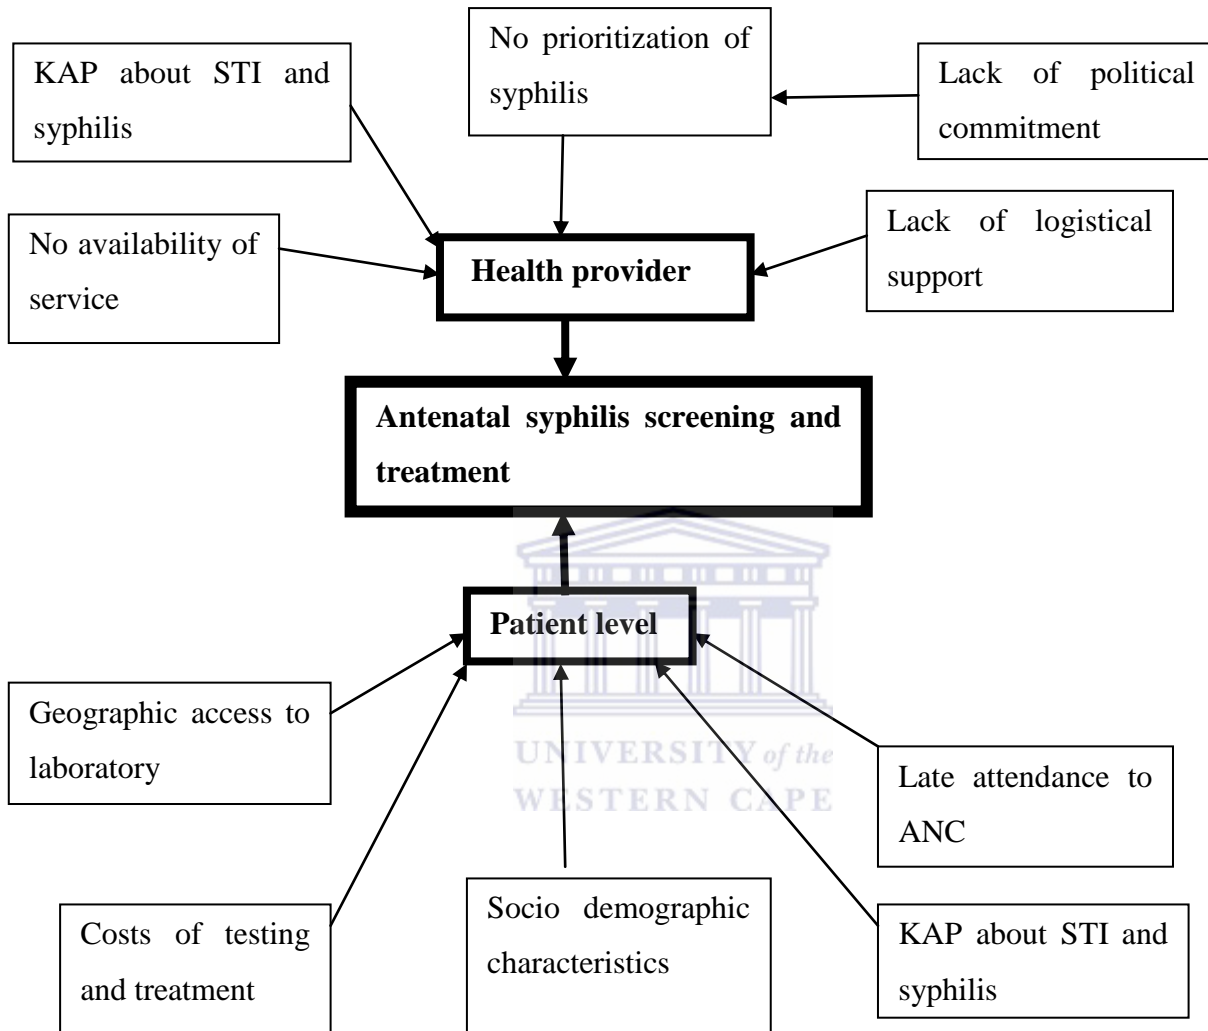 No prioritization of
syphilis
KAP about STI and
syphilis
Lack of political
commitment
No availability of
service
Health provider
Lack of logistical
support
Antenatal syphilis screening and
treatment
Patient level
Geographic access to
laboratory
UNIVERSITY of the
WESTERN CAPE
Late attendance to
ANC
Costs of testing
and treatment
Socio demographic
characteristics
KAP about STI and
syphilis